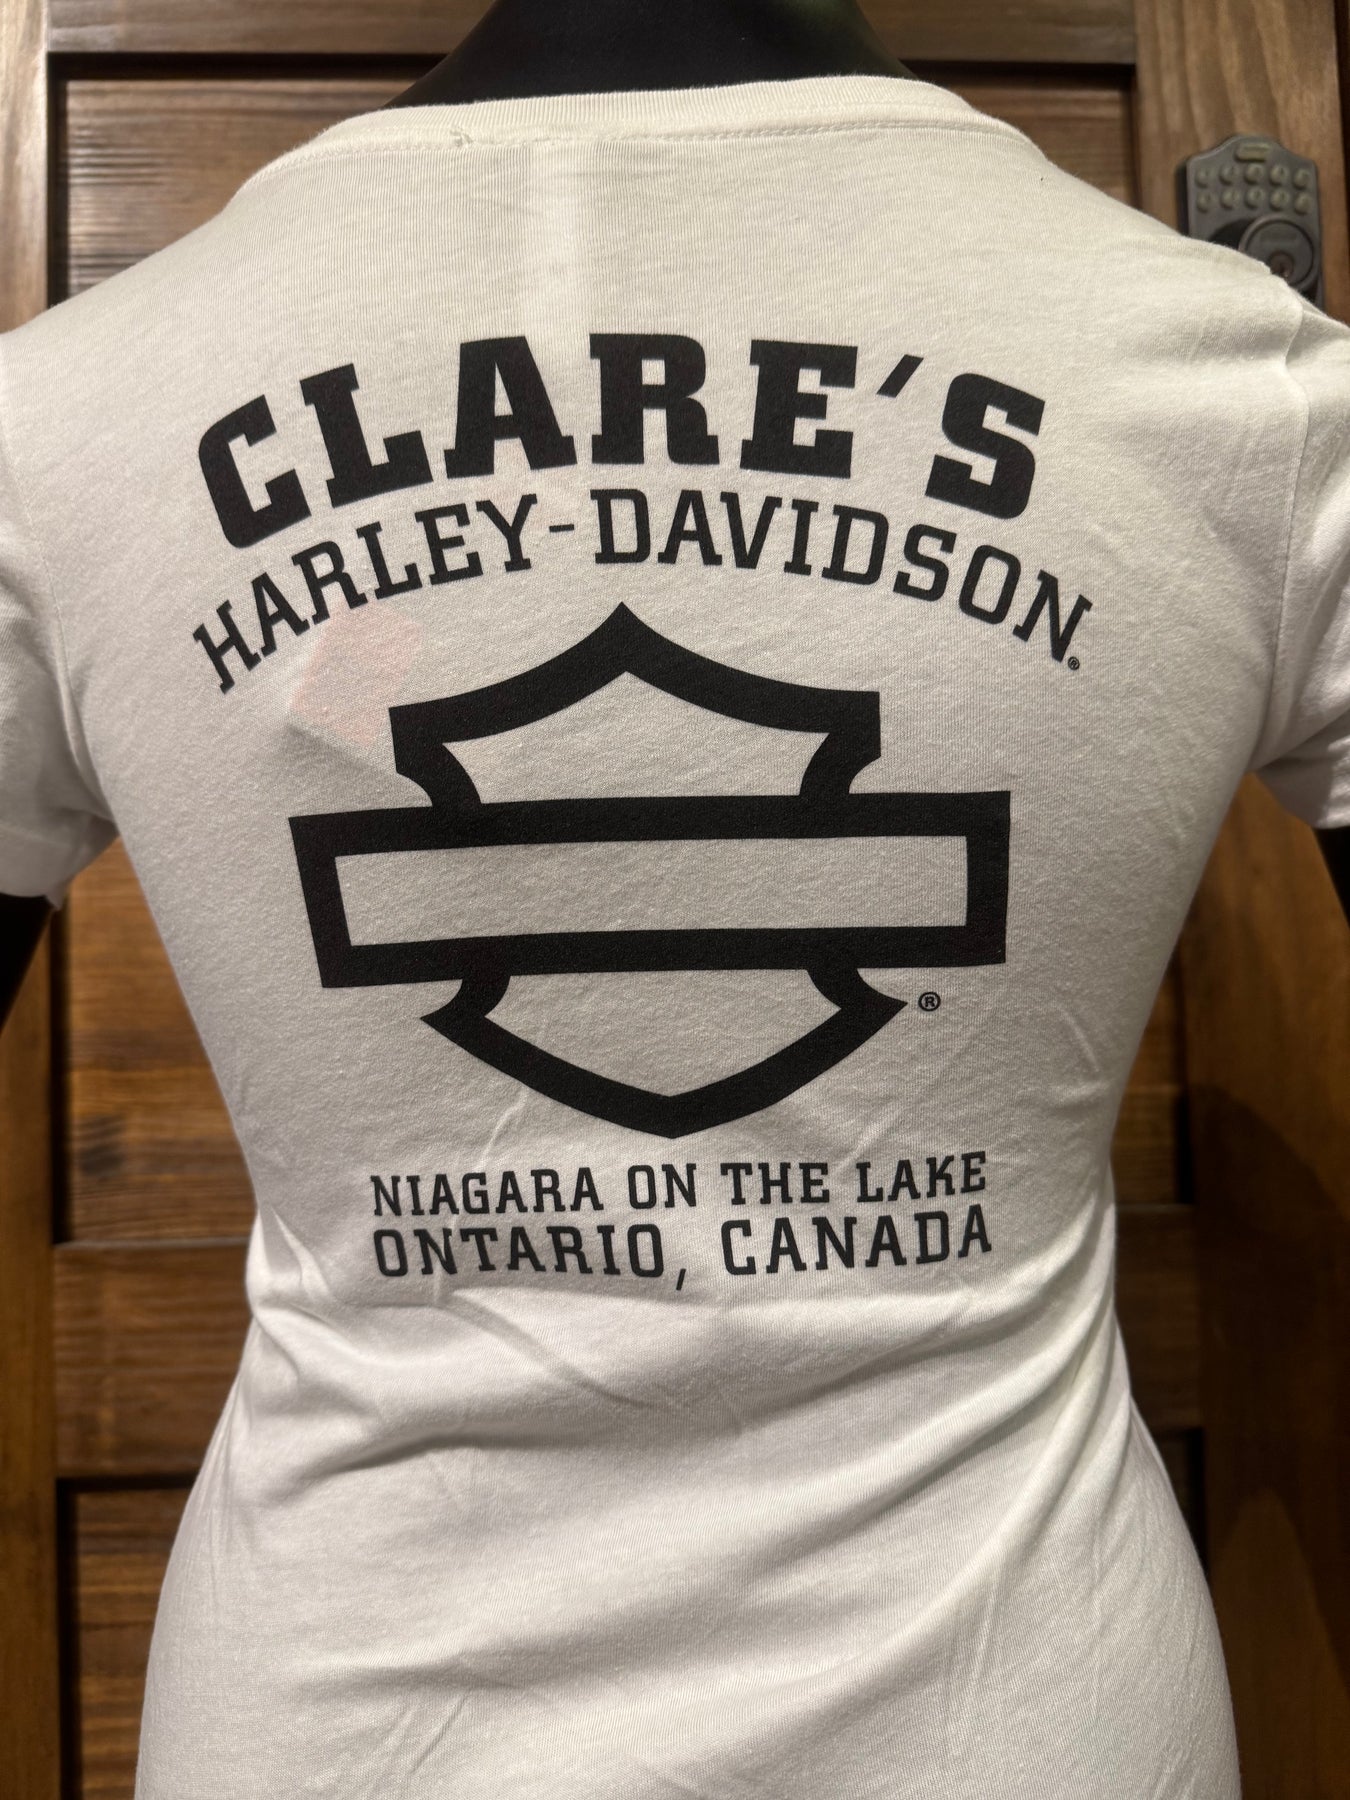 CLARE'S
HARLEY-DAVIDSON®
®
NIAGARA ON THE LAKE
ONTARIO, CANADA